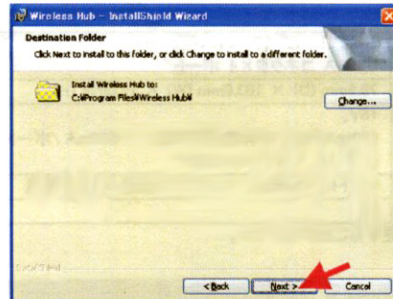 Wireless Hub - InstallShield Wizard
Destination Folder
Click Next to install to this folder, or click Change to install to a different folder.
Install Wireless Hub to:
C:¥Program Files¥Wireless Hub¥
Change...
InstallShield
< Back
Next >
Cancel